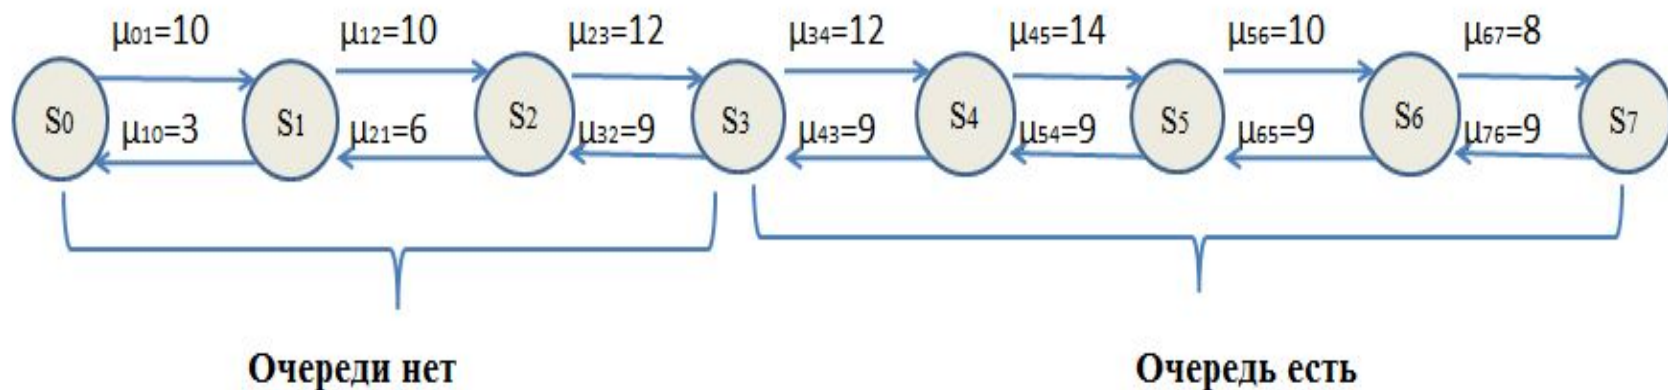 μ₀₁=10 μ₁₂=10 μ₂₃=12 μ₃₄=12 μ₄₅=14 μ₅₆=10 μ₆₇=8
S₀ S₁ S₂ S₃ S₄ S₅ S₆ S₇
μ₁₀=3 μ₂₁=6 μ₃₂=9 μ₄₃=9 μ₅₄=9 μ₆₅=9 μ₇₆=9
Очереди нет Очередь есть